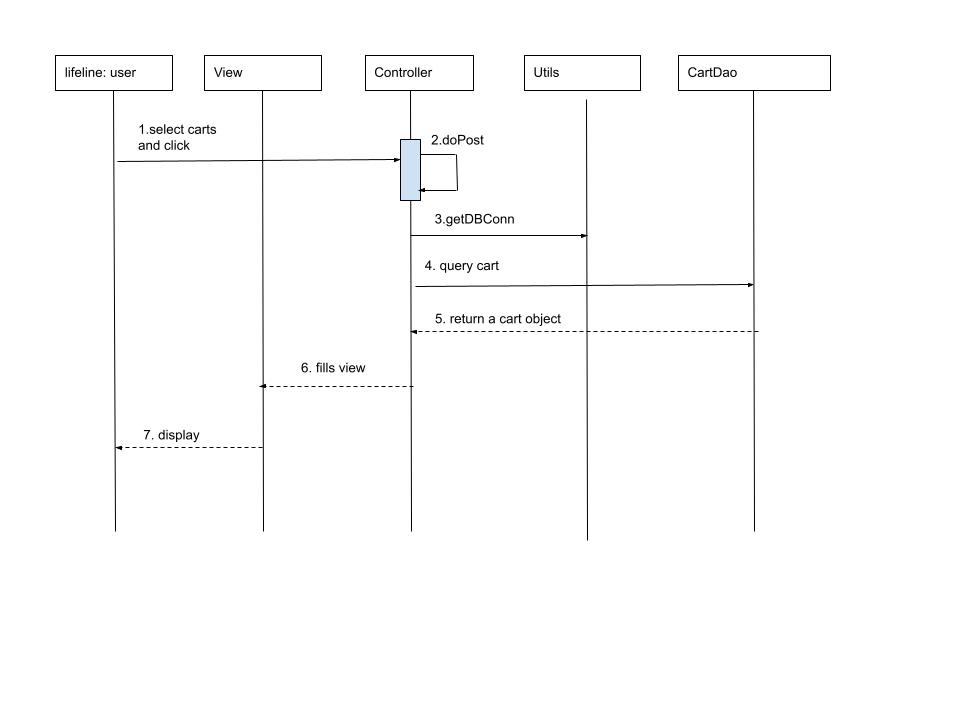 lifeline: user
View
Controller
Utils
CartDao
1.select carts
and click
2.doPost
3.getDBConn
4. query cart
5. return a cart object
6. fills view
7. display